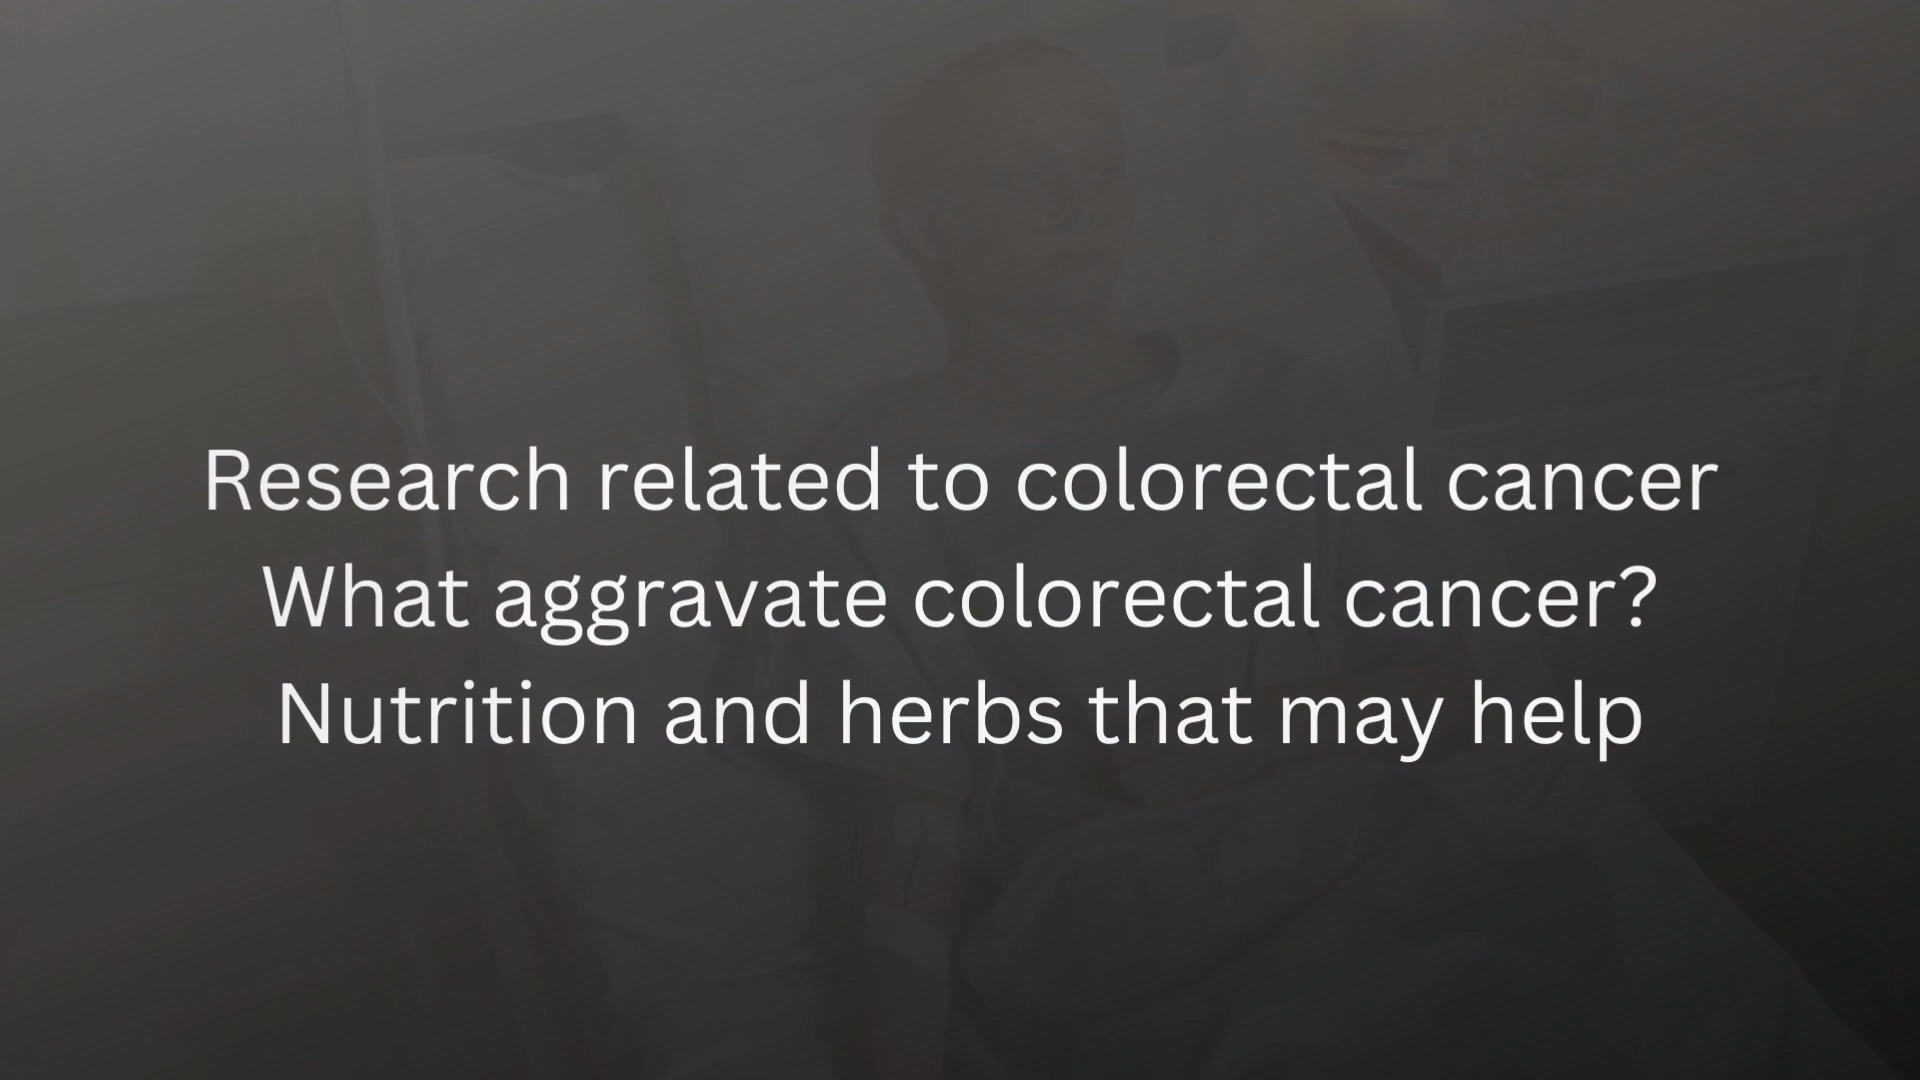 Research related to colorectal cancer
What aggravate colorectal cancer?
Nutrition and herbs that may help